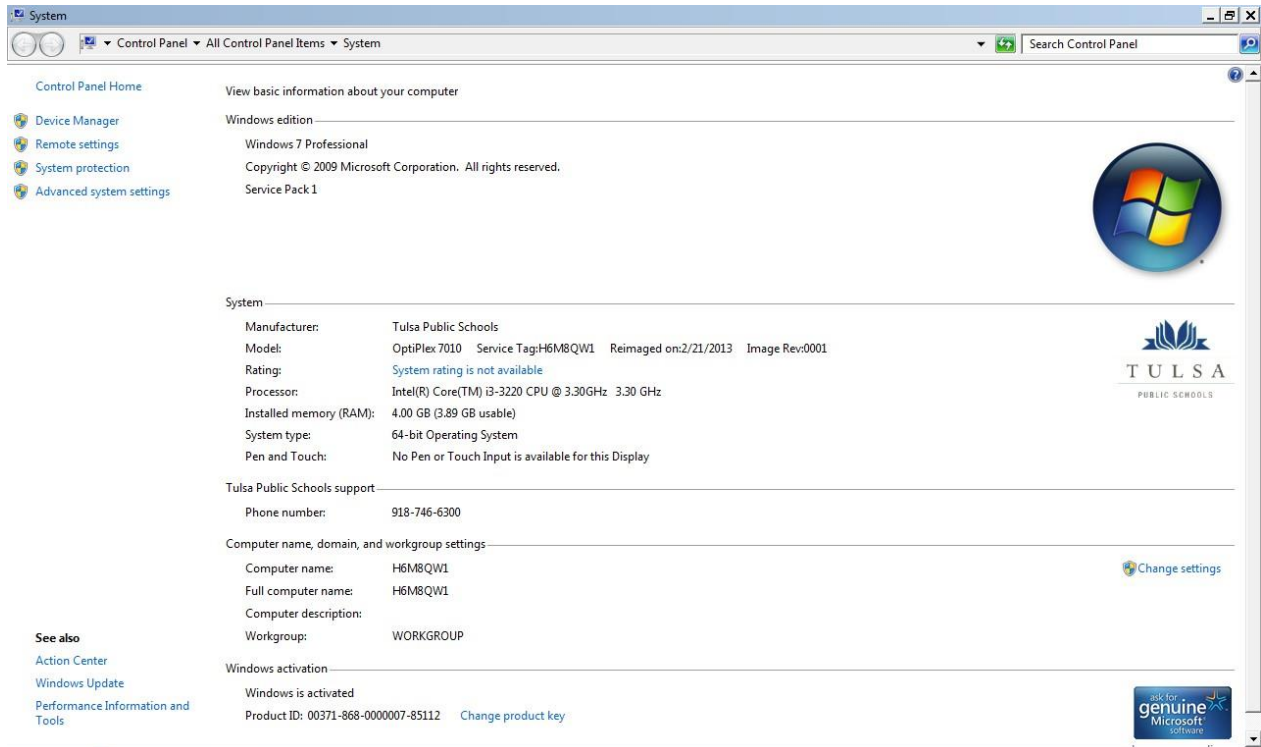 System
Control Panel ▾ All Control Panel Items ▾ System
Search Control Panel
Control Panel Home
Device Manager
Remote settings
System protection
Advanced system settings
View basic information about your computer
Windows edition
Windows 7 Professional
Copyright © 2009 Microsoft Corporation. All rights reserved.
Service Pack 1
System
Manufacturer: Tulsa Public Schools
Model: OptiPlex 7010 Service Tag:H6M8QW1 Reimaged on:2/21/2013 Image Rev:0001
Rating: System rating is not available
Processor: Intel(R) Core(TM) i3-3220 CPU @ 3.30GHz 3.30 GHz
Installed memory (RAM): 4.00 GB (3.89 GB usable)
System type: 64-bit Operating System
Pen and Touch: No Pen or Touch Input is available for this Display
TULSA
PUBLIC SCHOOLS
Tulsa Public Schools support
Phone number: 918-746-6300
Computer name, domain, and workgroup settings
Computer name: H6M8QW1
Change settings
Full computer name: H6M8QW1
Computer description:
Workgroup: WORKGROUP
Windows activation
Windows is activated
Product ID: 00371-868-0000007-85112 Change product key
ask for
genuine
Microsoft
software
See also
Action Center
Windows Update
Performance Information and
Tools